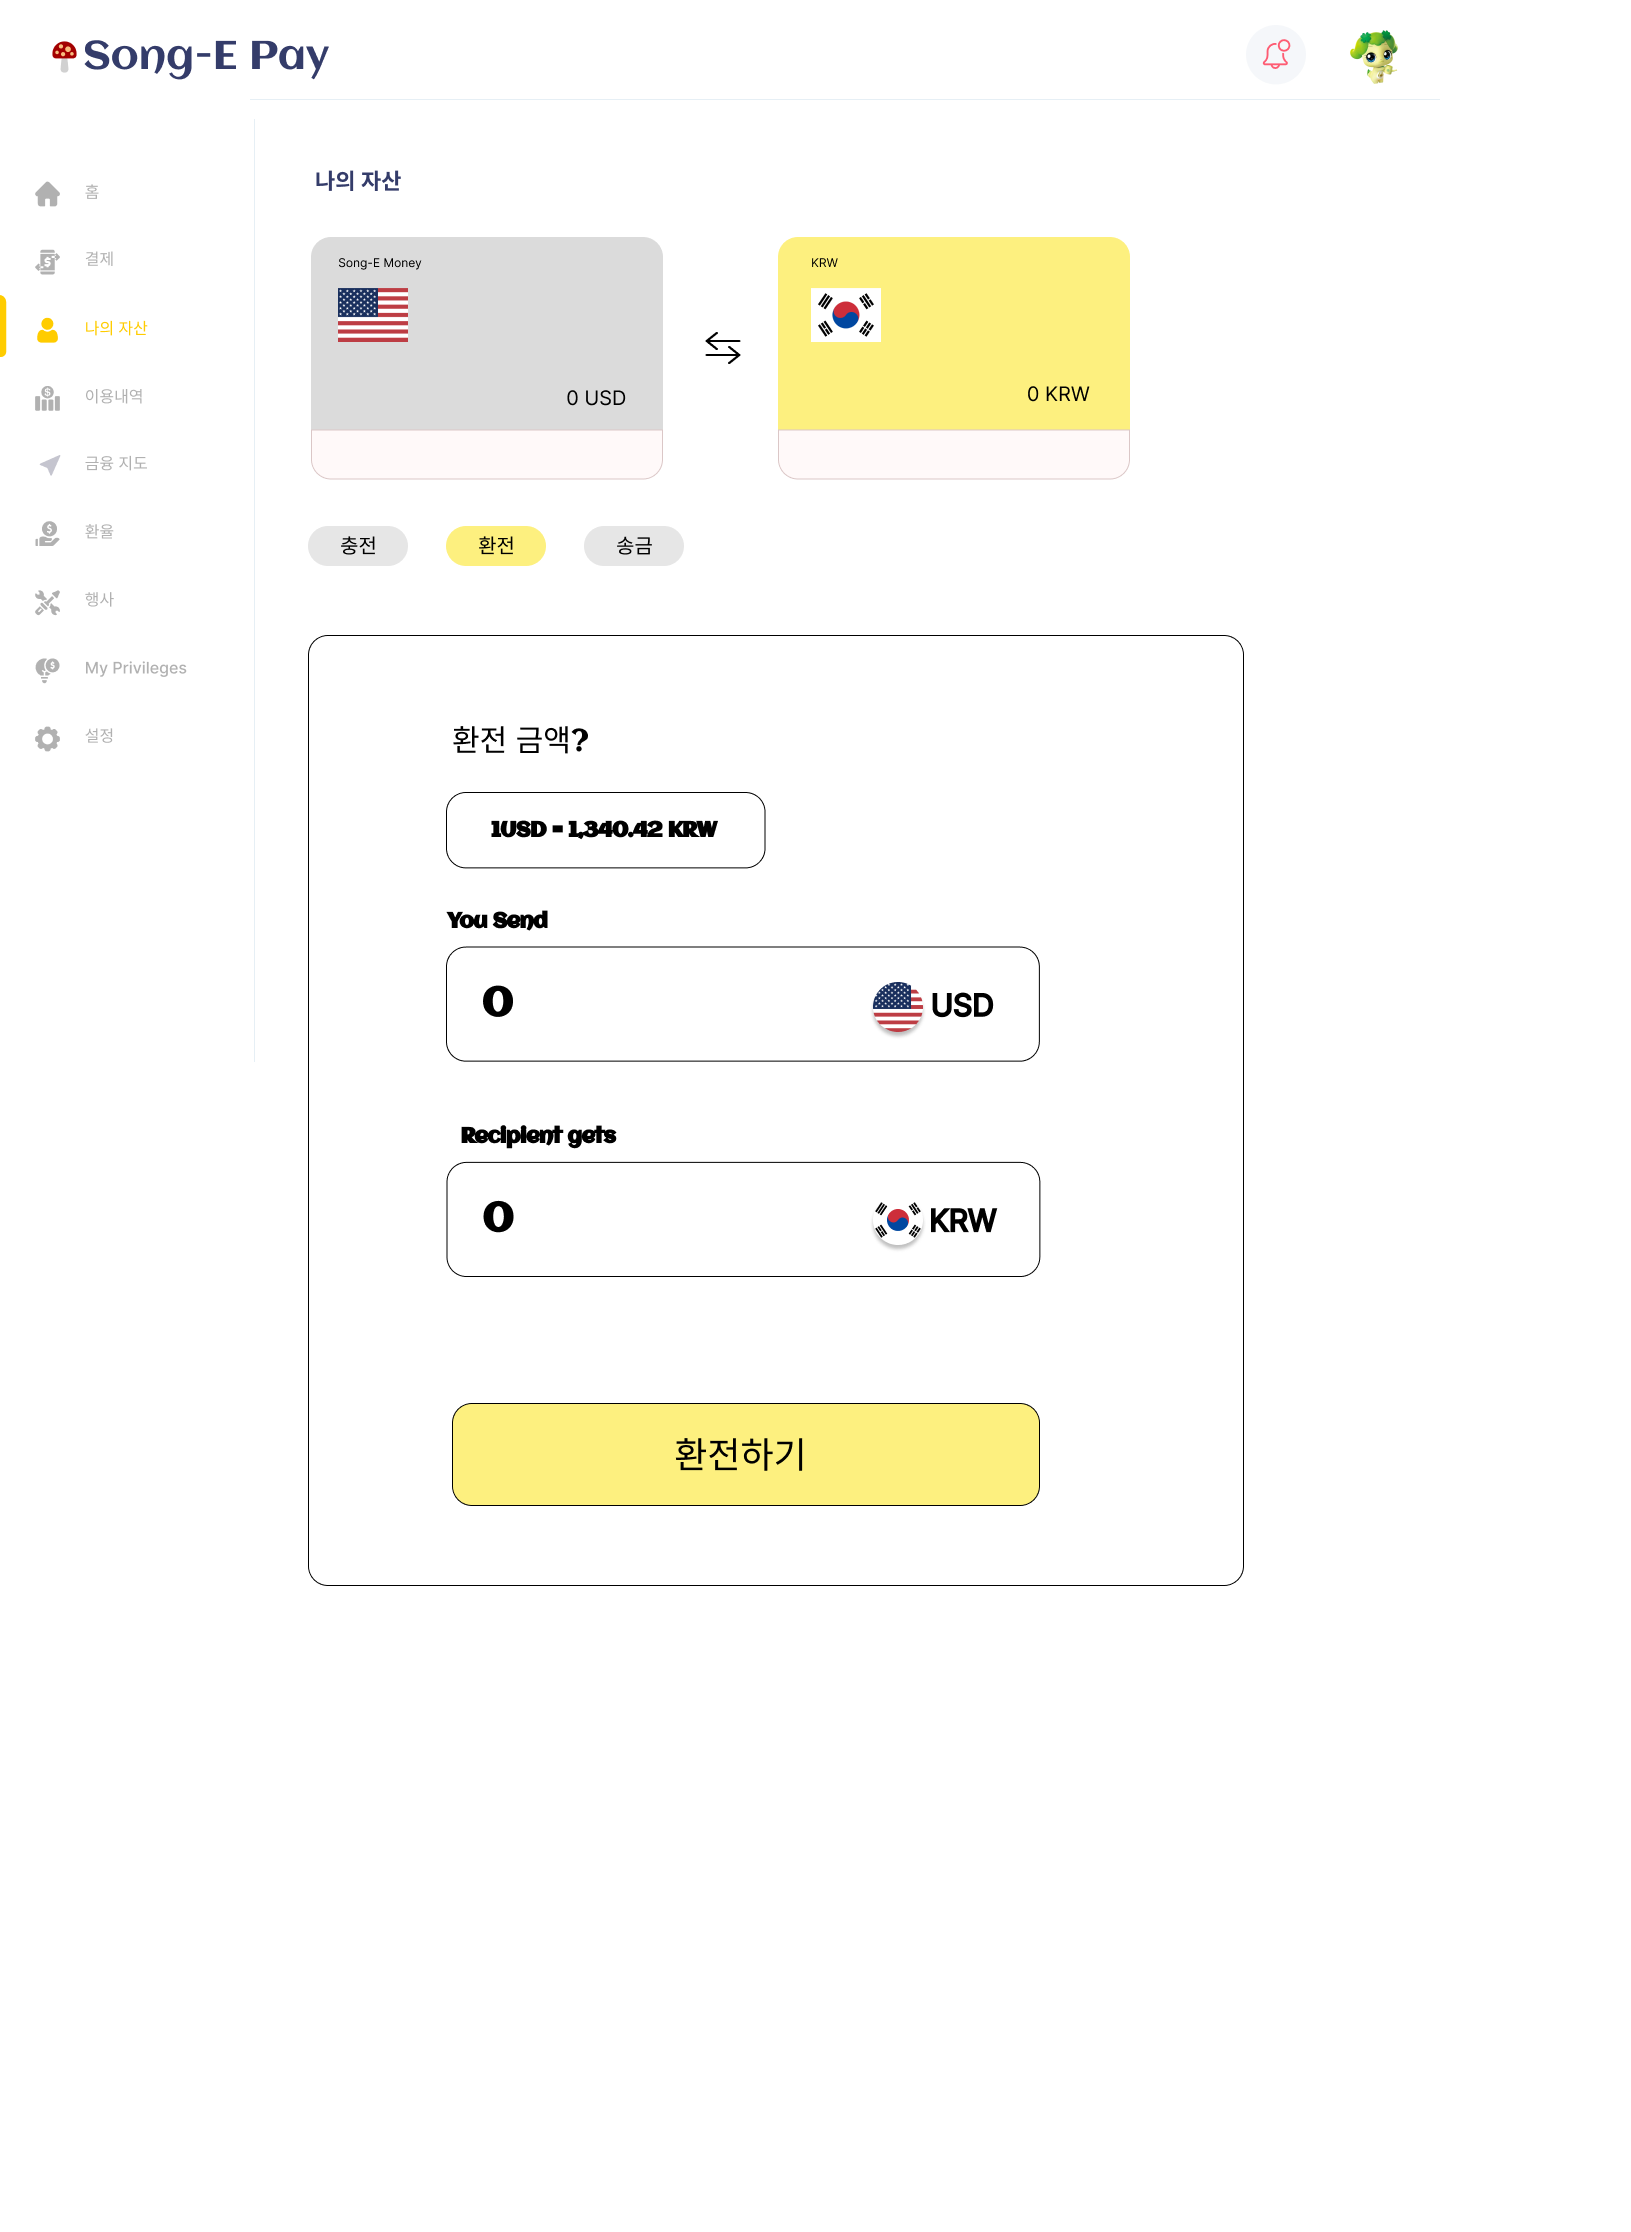 Song-E Pay
홈
결제
나의 자산
이용내역
금융 지도
환율
행사
My Privileges
설정
나의 자산
Song-E Money
0 USD
KRW
0 KRW
충전
환전
송금
환전 금액?
1USD = 1,340.42 KRW
You Send
0
USD
Recipient gets
0
KRW
환전하기